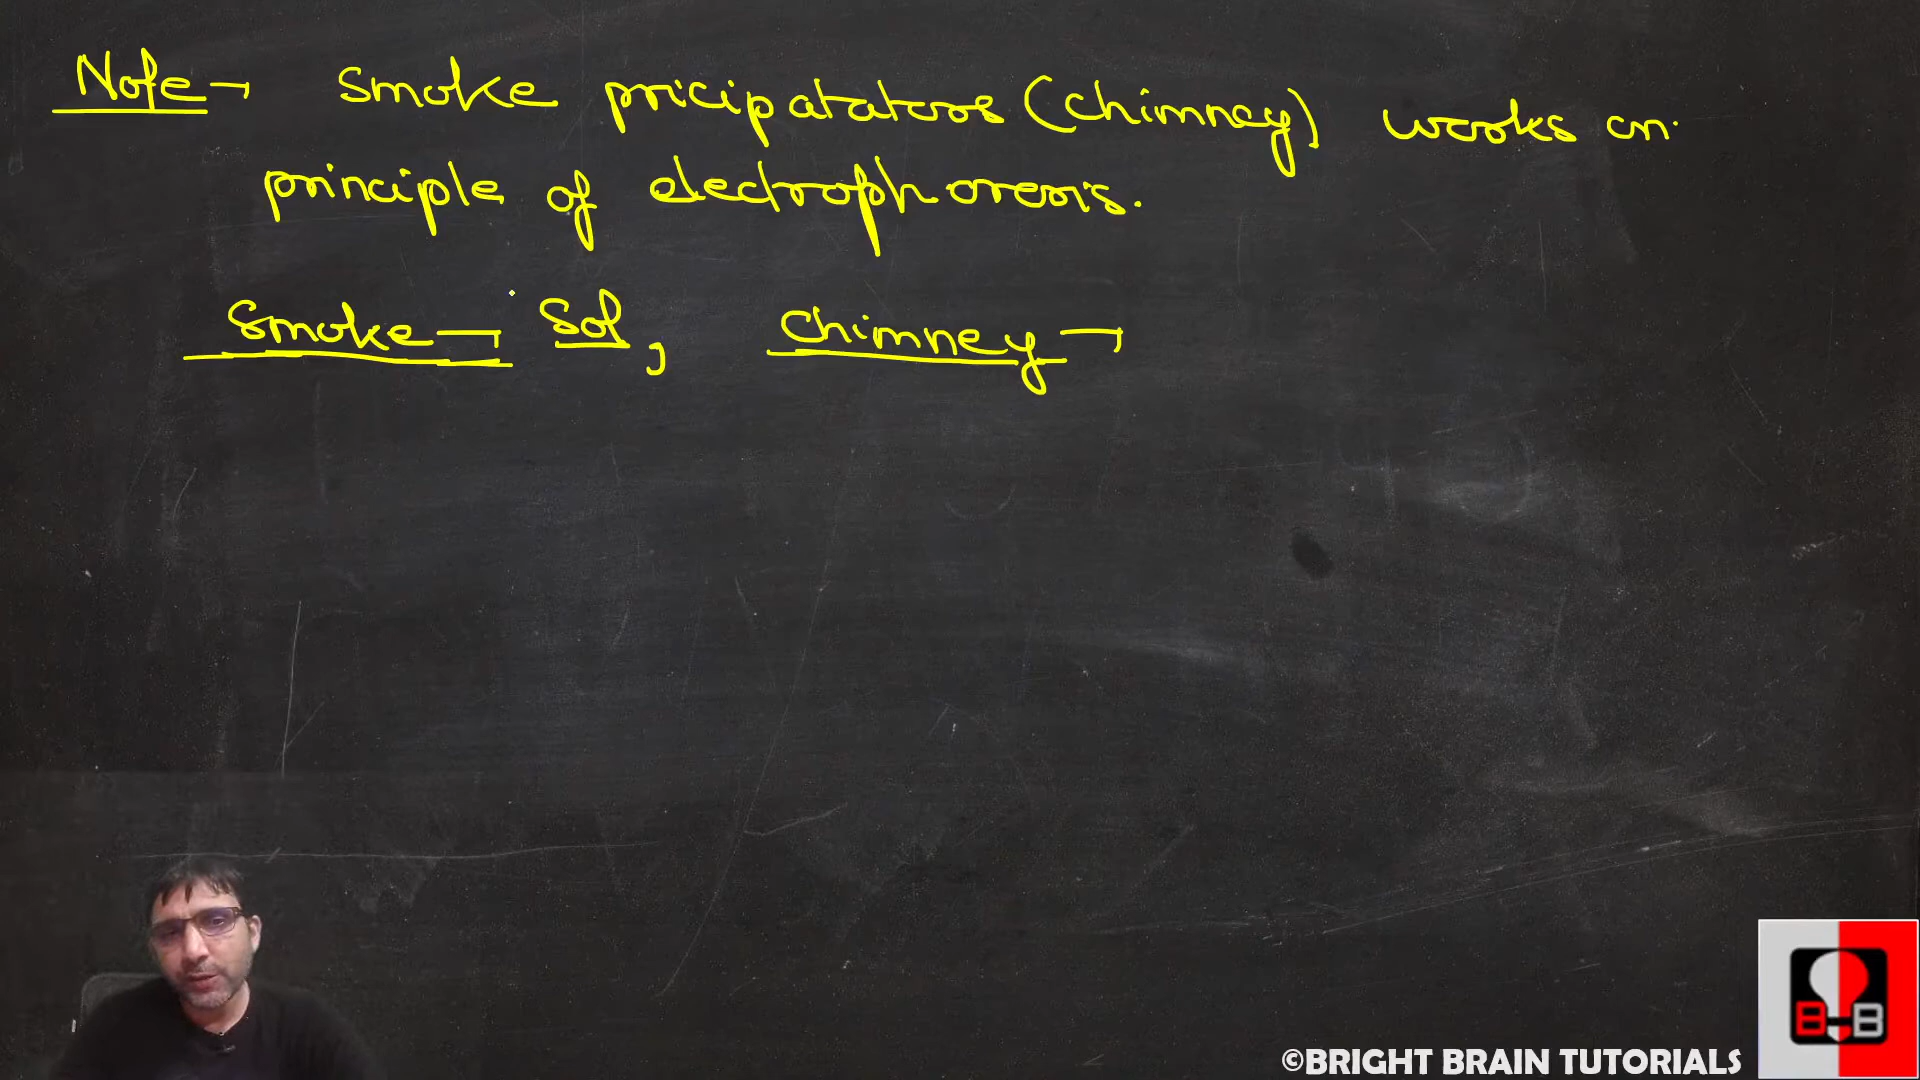 Note→ Smoke pricipatators (Chimney) works on
principle of electrophoresis.
Smoke → Sol, Chimney →
©BRIGHT BRAIN TUTORIALS
B B